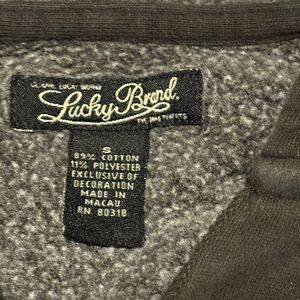 Lucky Brand.
S
89% COTTON
11% POLYESTER
EXCLUSIVE OF
DECORATION
MADE IN
MACAU
RN 80318